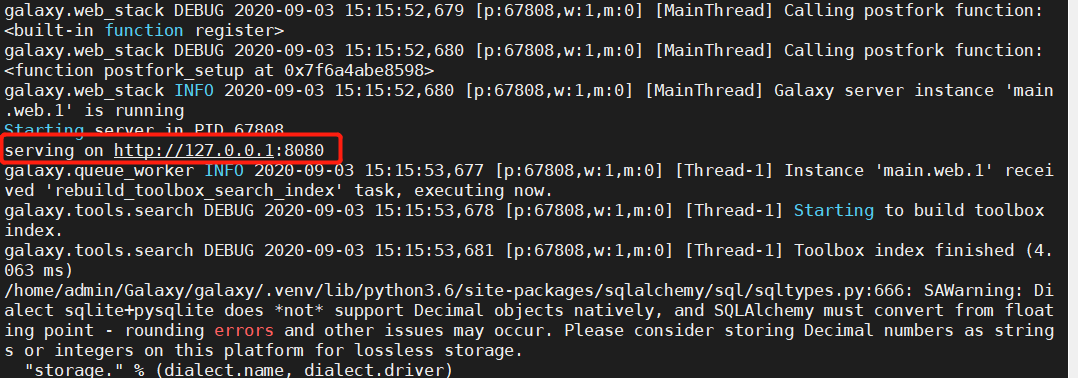 galaxy.web_stack DEBUG 2020-09-03 15:15:52,679 [p:67808,w:1,m:0] [MainThread] Calling postfork function:
<built-in function register>
galaxy.web_stack DEBUG 2020-09-03 15:15:52,680 [p:67808,w:1,m:0] [MainThread] Calling postfork function:
<function postfork_setup at 0x7f6a4abe8598>
galaxy.web_stack INFO 2020-09-03 15:15:52,680 [p:67808,w:1,m:0] [MainThread] Galaxy server instance 'main
.web.1' is running
Starting server in PID 67808.
serving on http://127.0.0.1:8080
galaxy.queue_worker INFO 2020-09-03 15:15:53,677 [p:67808,w:1,m:0] [Thread-1] Instance 'main.web.1' recei
ved 'rebuild_toolbox_search_index' task, executing now.
galaxy.tools.search DEBUG 2020-09-03 15:15:53,678 [p:67808,w:1,m:0] [Thread-1] Starting to build toolbox
index.
galaxy.tools.search DEBUG 2020-09-03 15:15:53,681 [p:67808,w:1,m:0] [Thread-1] Toolbox index finished (4.
063 ms)
/home/admin/Galaxy/galaxy/.venv/lib/python3.6/site-packages/sqlalchemy/sql/sqltypes.py:666: SAWarning: Di
alect sqlite+pysqlite does *not* support Decimal objects natively, and SQLAlchemy must convert from float
ing point - rounding errors and other issues may occur. Please consider storing Decimal numbers as string
s or integers on this platform for lossless storage.
"storage." % (dialect.name, dialect.driver)